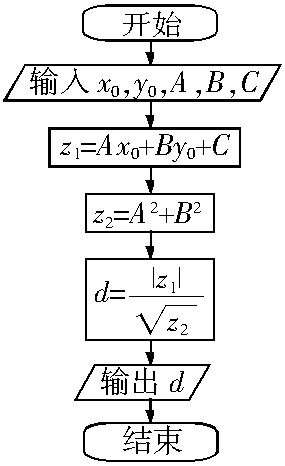 开始
输入 x₀,y₀,A,B,C
z₁=Ax₀+By₀+C
z₂=A²+B²
d=|z₁|/√z₂
输出 d
结束